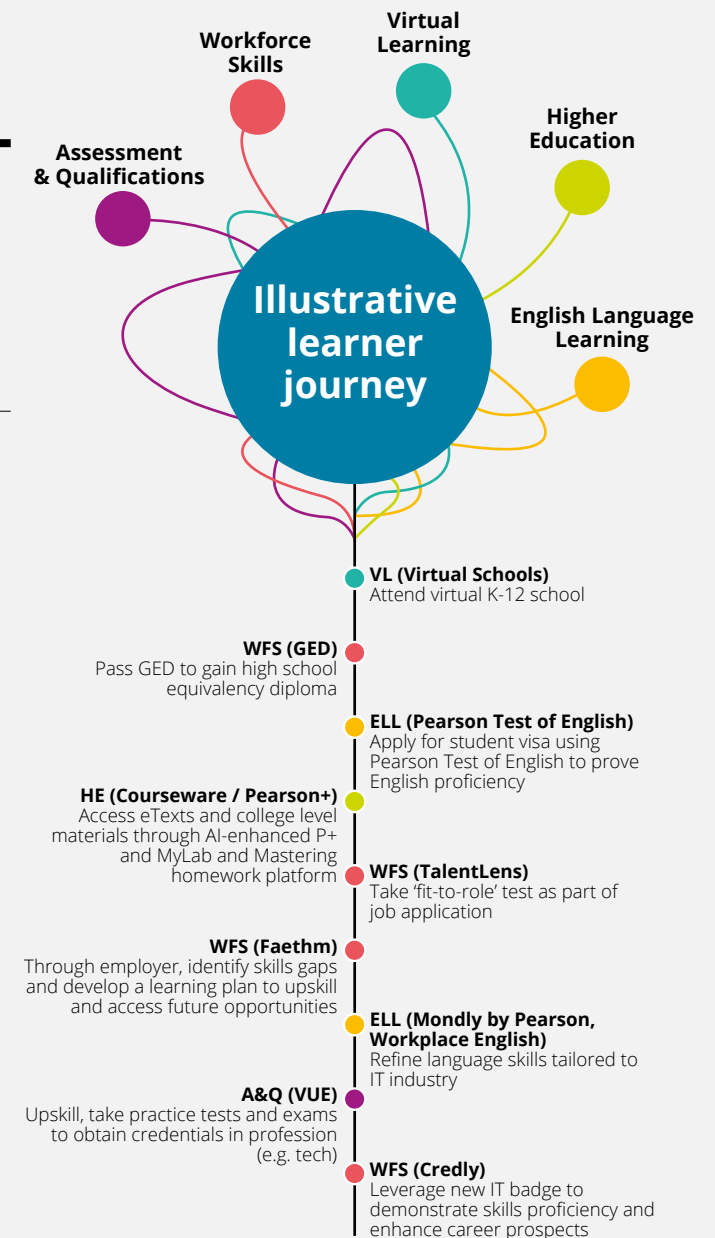 Virtual
Learning
Workforce
Skills
Higher
Education
Assessment
& Qualifications
Illustrative
learner
journey
English Language
Learning
VL (Virtual Schools)
Attend virtual K-12 school
WFS (GED)
Pass GED to gain high school
equivalency diploma
ELL (Pearson Test of English)
Apply for student visa using
Pearson Test of English to prove
English proficiency
HE (Courseware / Pearson+)
Access eTexts and college level
materials through AI-enhanced P+
and MyLab and Mastering
homework platform
WFS (TalentLens)
Take ‘fit-to-role’ test as part of
job application
WFS (Faethm)
Through employer, identify skills gaps
and develop a learning plan to upskill
and access future opportunities
ELL (Mondly by Pearson,
Workplace English)
Refine language skills tailored to
IT industry
A&Q (VUE)
Upskill, take practice tests and exams
to obtain credentials in profession
(e.g. tech)
WFS (Credly)
Leverage new IT badge to
demonstrate skills proficiency and
enhance career prospects